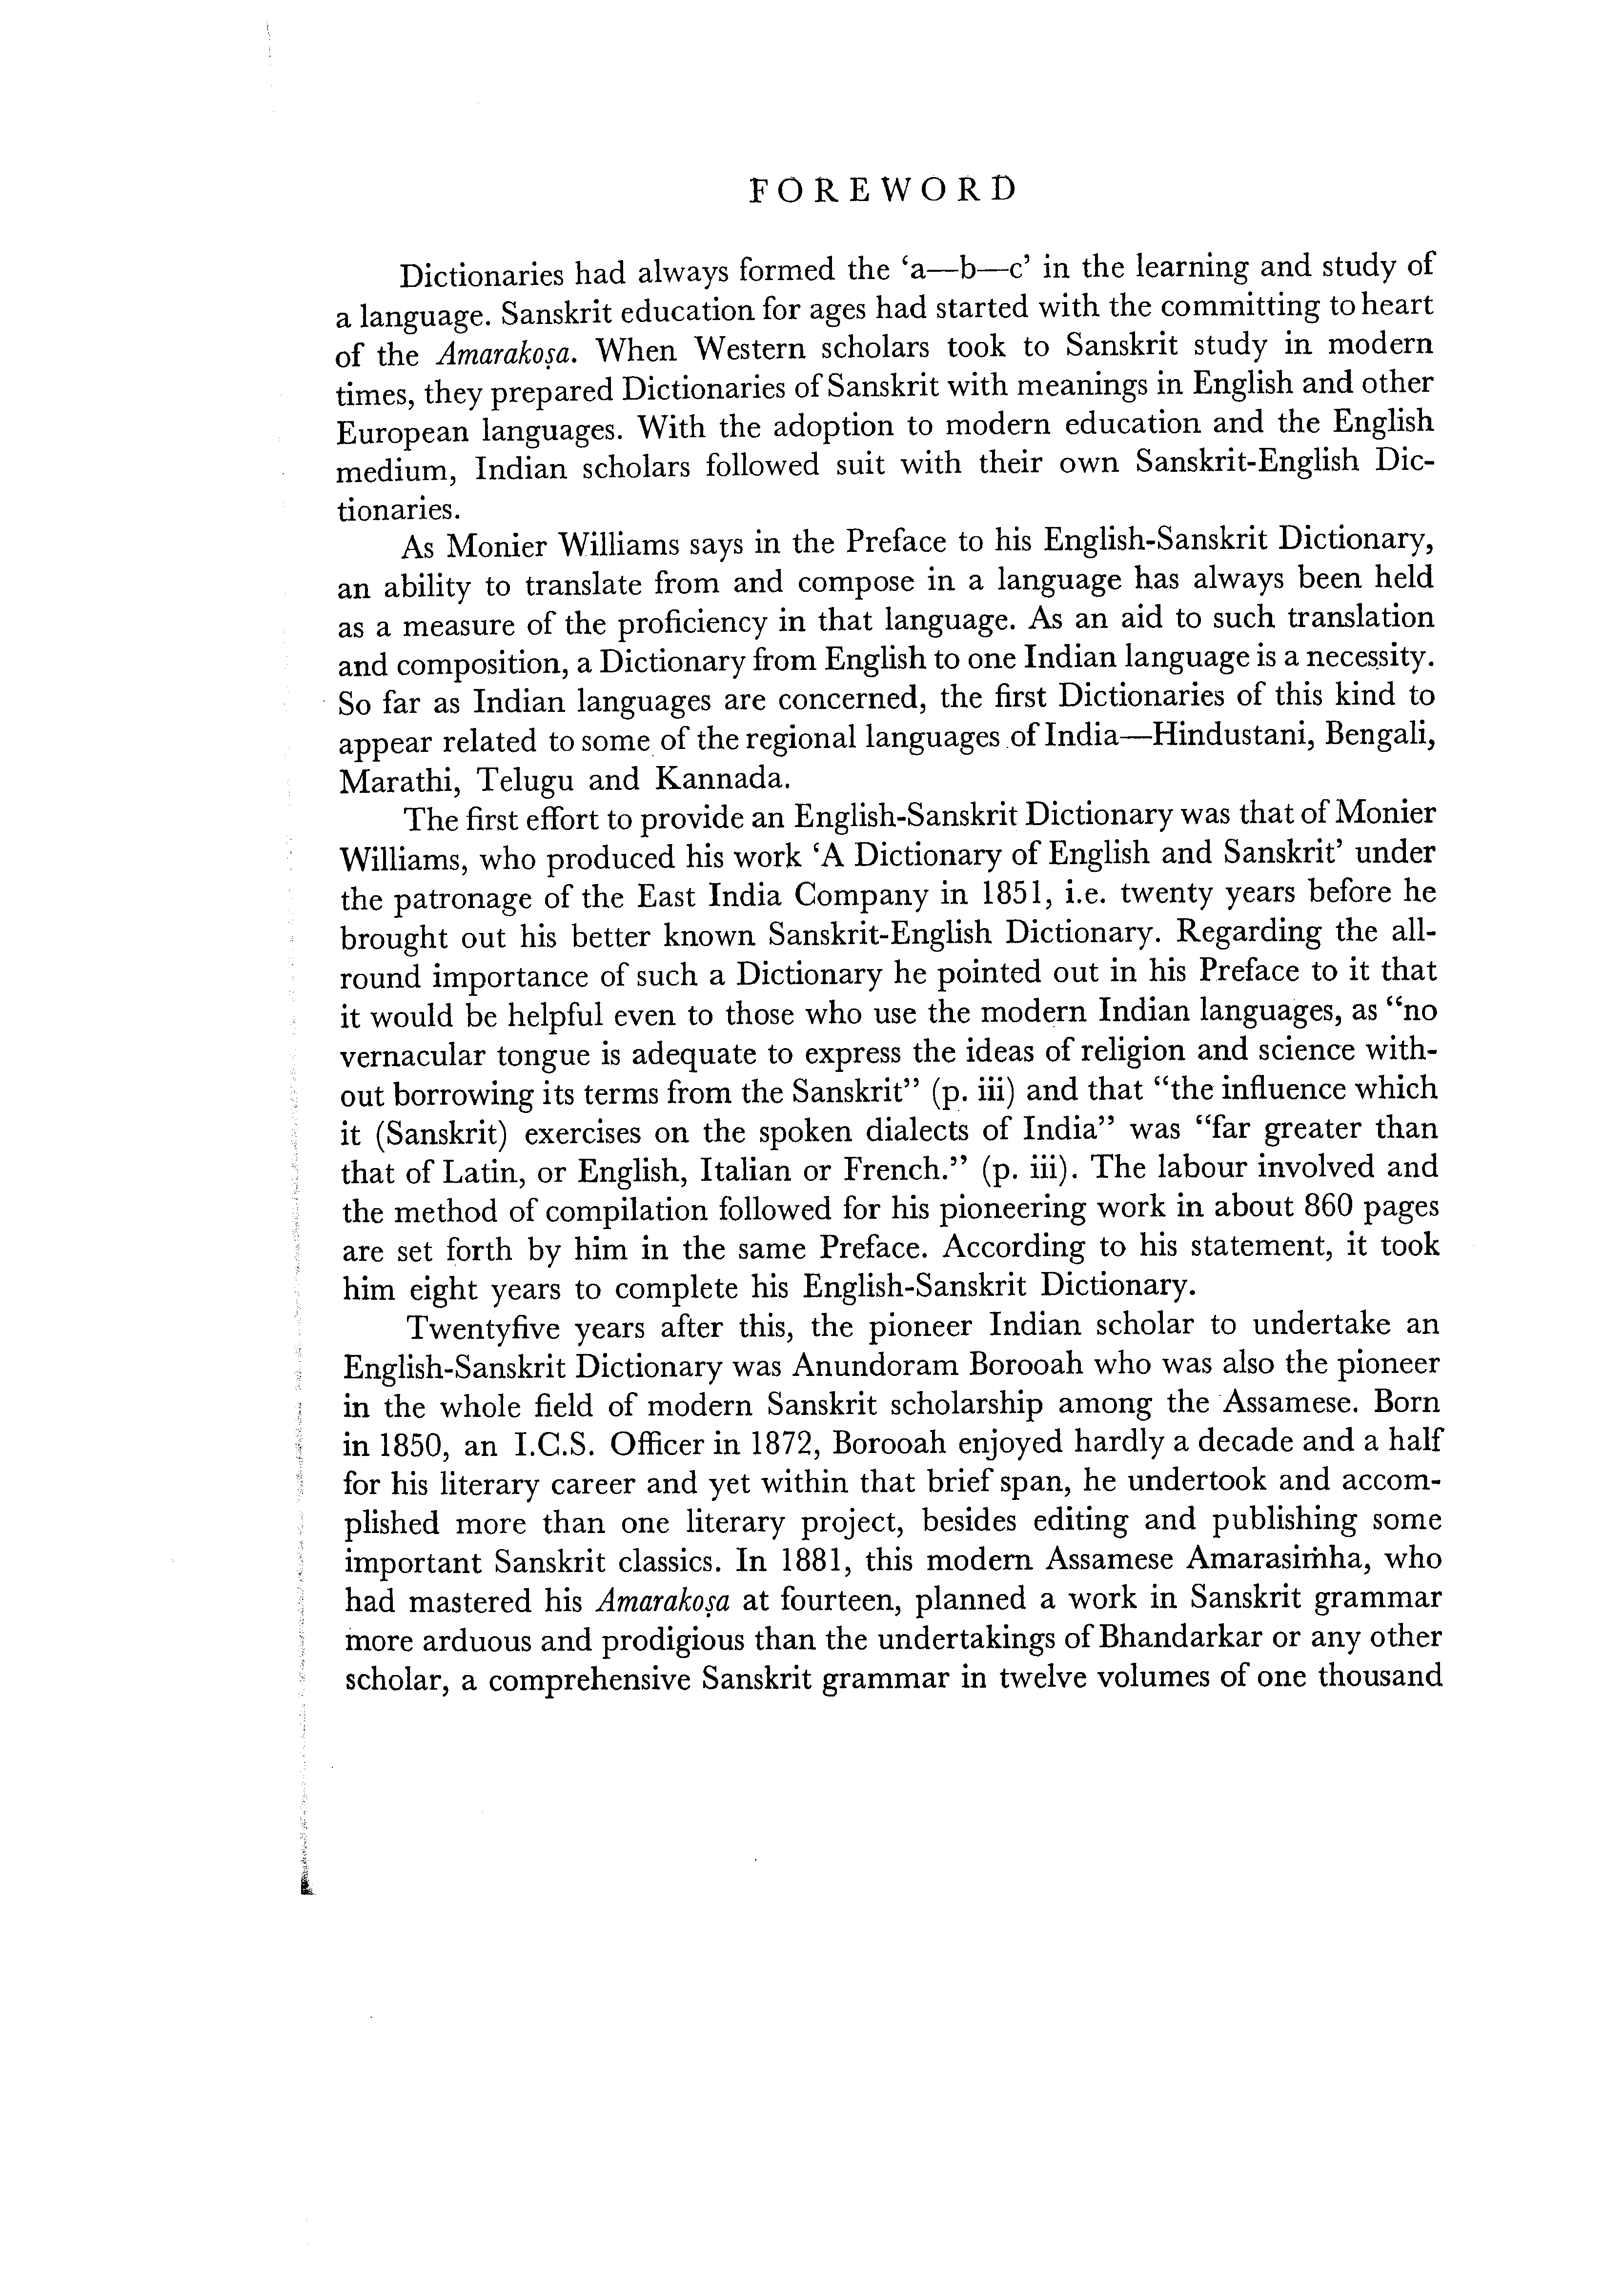 FOREWORD
Dictionaries had always formed the ‘a—b—c’ in the learning and study of
a language. Sanskrit education for ages had started with the committing to heart
of the Amarakoṣa. When Western scholars took to Sanskrit study in modern
times, they prepared Dictionaries of Sanskrit with meanings in English and other
European languages. With the adoption to modern education and the English
medium, Indian scholars followed suit with their own Sanskrit-English Dic-
tionaries.
As Monier Williams says in the Preface to his English-Sanskrit Dictionary,
an ability to translate from and compose in a language has always been held
as a measure of the proficiency in that language. As an aid to such translation
and composition, a Dictionary from English to one Indian language is a necessity.
So far as Indian languages are concerned, the first Dictionaries of this kind to
appear related to some of the regional languages of India—Hindustani, Bengali,
Marathi, Telugu and Kannada.
The first effort to provide an English-Sanskrit Dictionary was that of Monier
Williams, who produced his work ‘A Dictionary of English and Sanskrit’ under
the patronage of the East India Company in 1851, i.e. twenty years before he
brought out his better known Sanskrit-English Dictionary. Regarding the all-
round importance of such a Dictionary he pointed out in his Preface to it that
it would be helpful even to those who use the modern Indian languages, as “no
vernacular tongue is adequate to express the ideas of religion and science with-
out borrowing its terms from the Sanskrit” (p. iii) and that “the influence which
it (Sanskrit) exercises on the spoken dialects of India” was “far greater than
that of Latin, or English, Italian or French.” (p. iii). The labour involved and
the method of compilation followed for his pioneering work in about 860 pages
are set forth by him in the same Preface. According to his statement, it took
him eight years to complete his English-Sanskrit Dictionary.
Twentyfive years after this, the pioneer Indian scholar to undertake an
English-Sanskrit Dictionary was Anundoram Borooah who was also the pioneer
in the whole field of modern Sanskrit scholarship among the Assamese. Born
in 1850, an I.C.S. Officer in 1872, Borooah enjoyed hardly a decade and a half
for his literary career and yet within that brief span, he undertook and accom-
plished more than one literary project, besides editing and publishing some
important Sanskrit classics. In 1881, this modern Assamese Amarasiṁha, who
had mastered his Amarakoṣa at fourteen, planned a work in Sanskrit grammar
more arduous and prodigious than the undertakings of Bhandarkar or any other
scholar, a comprehensive Sanskrit grammar in twelve volumes of one thousand